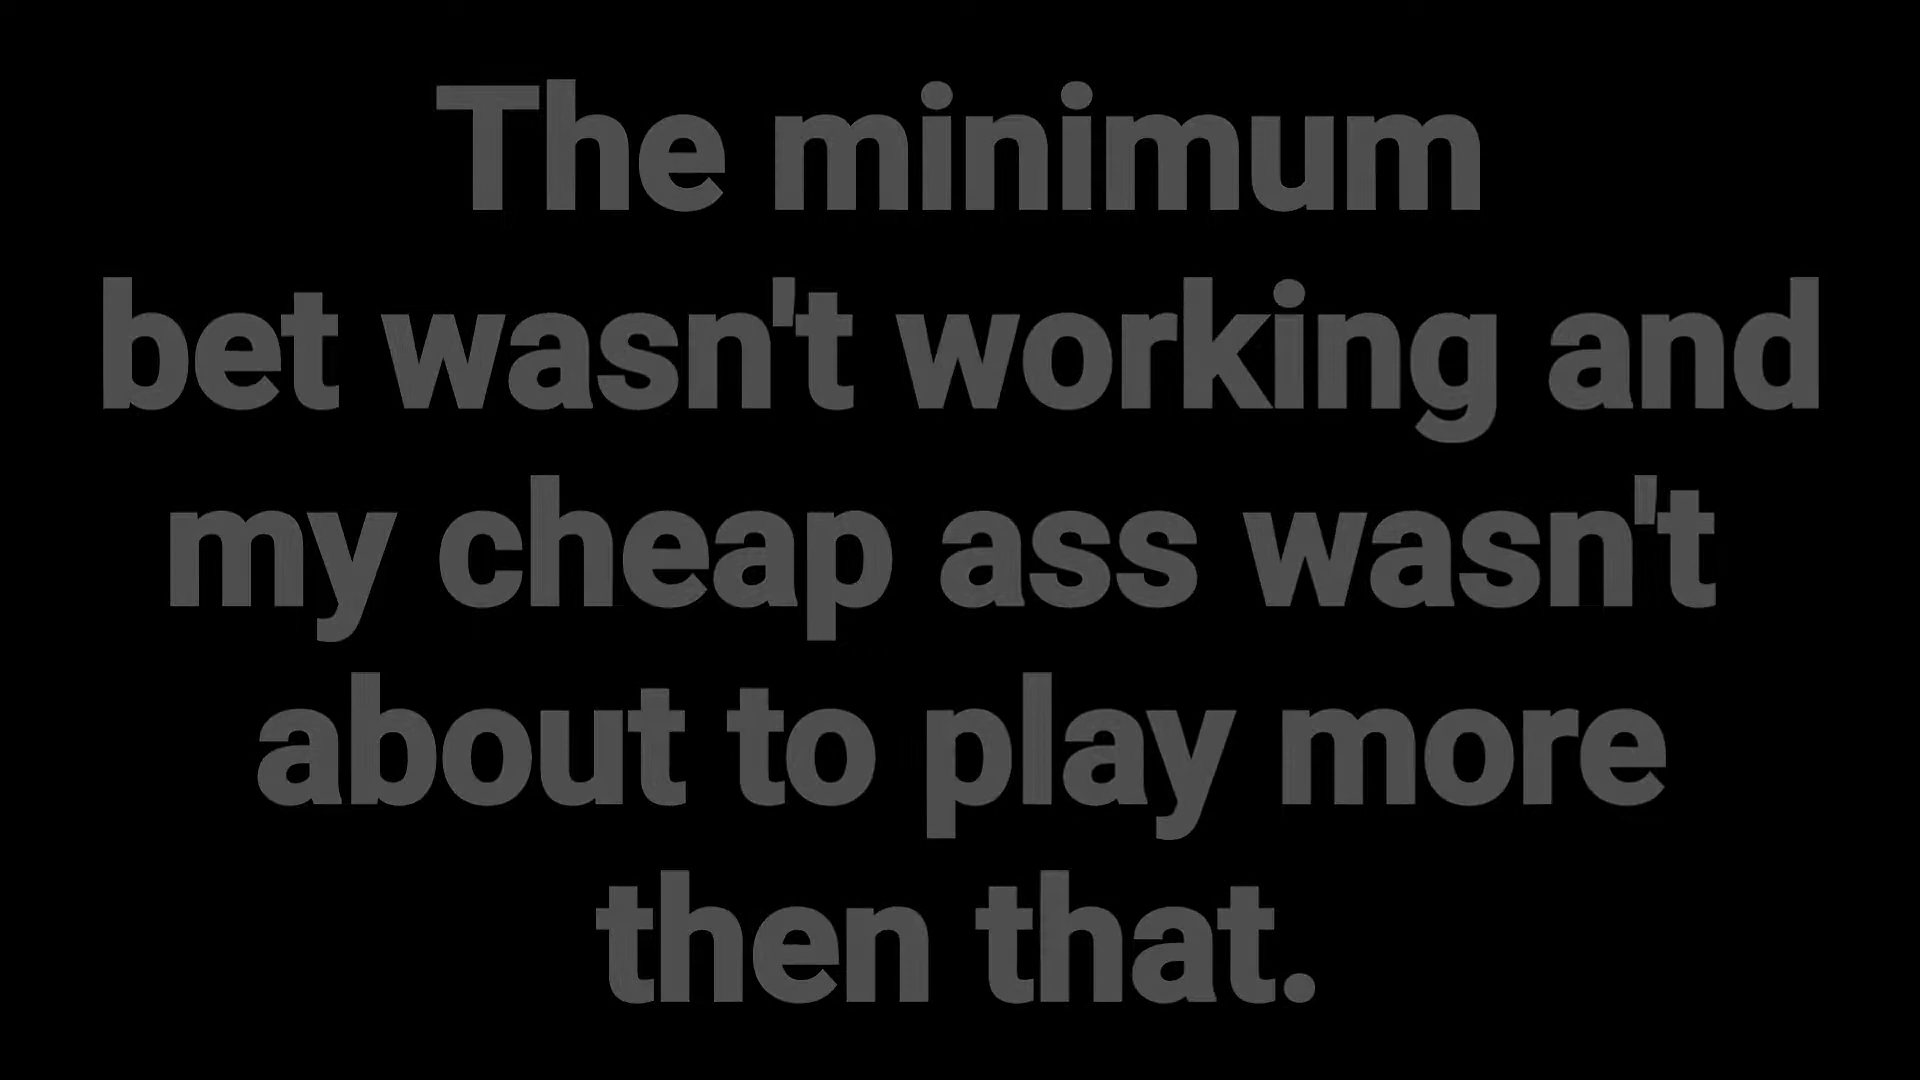 The minimum
bet wasn't working and
my cheap ass wasn't
about to play more
then that.